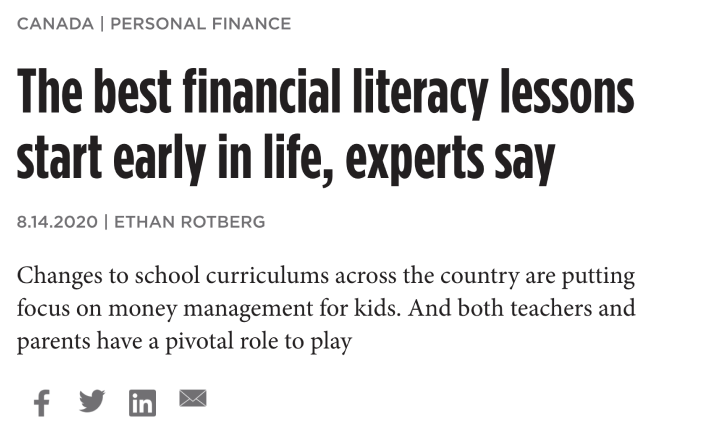 CANADA | PERSONAL FINANCE
The best financial literacy lessons
start early in life, experts say
8.14.2020 | ETHAN ROTBERG
Changes to school curriculums across the country are putting
focus on money management for kids. And both teachers and
parents have a pivotal role to play